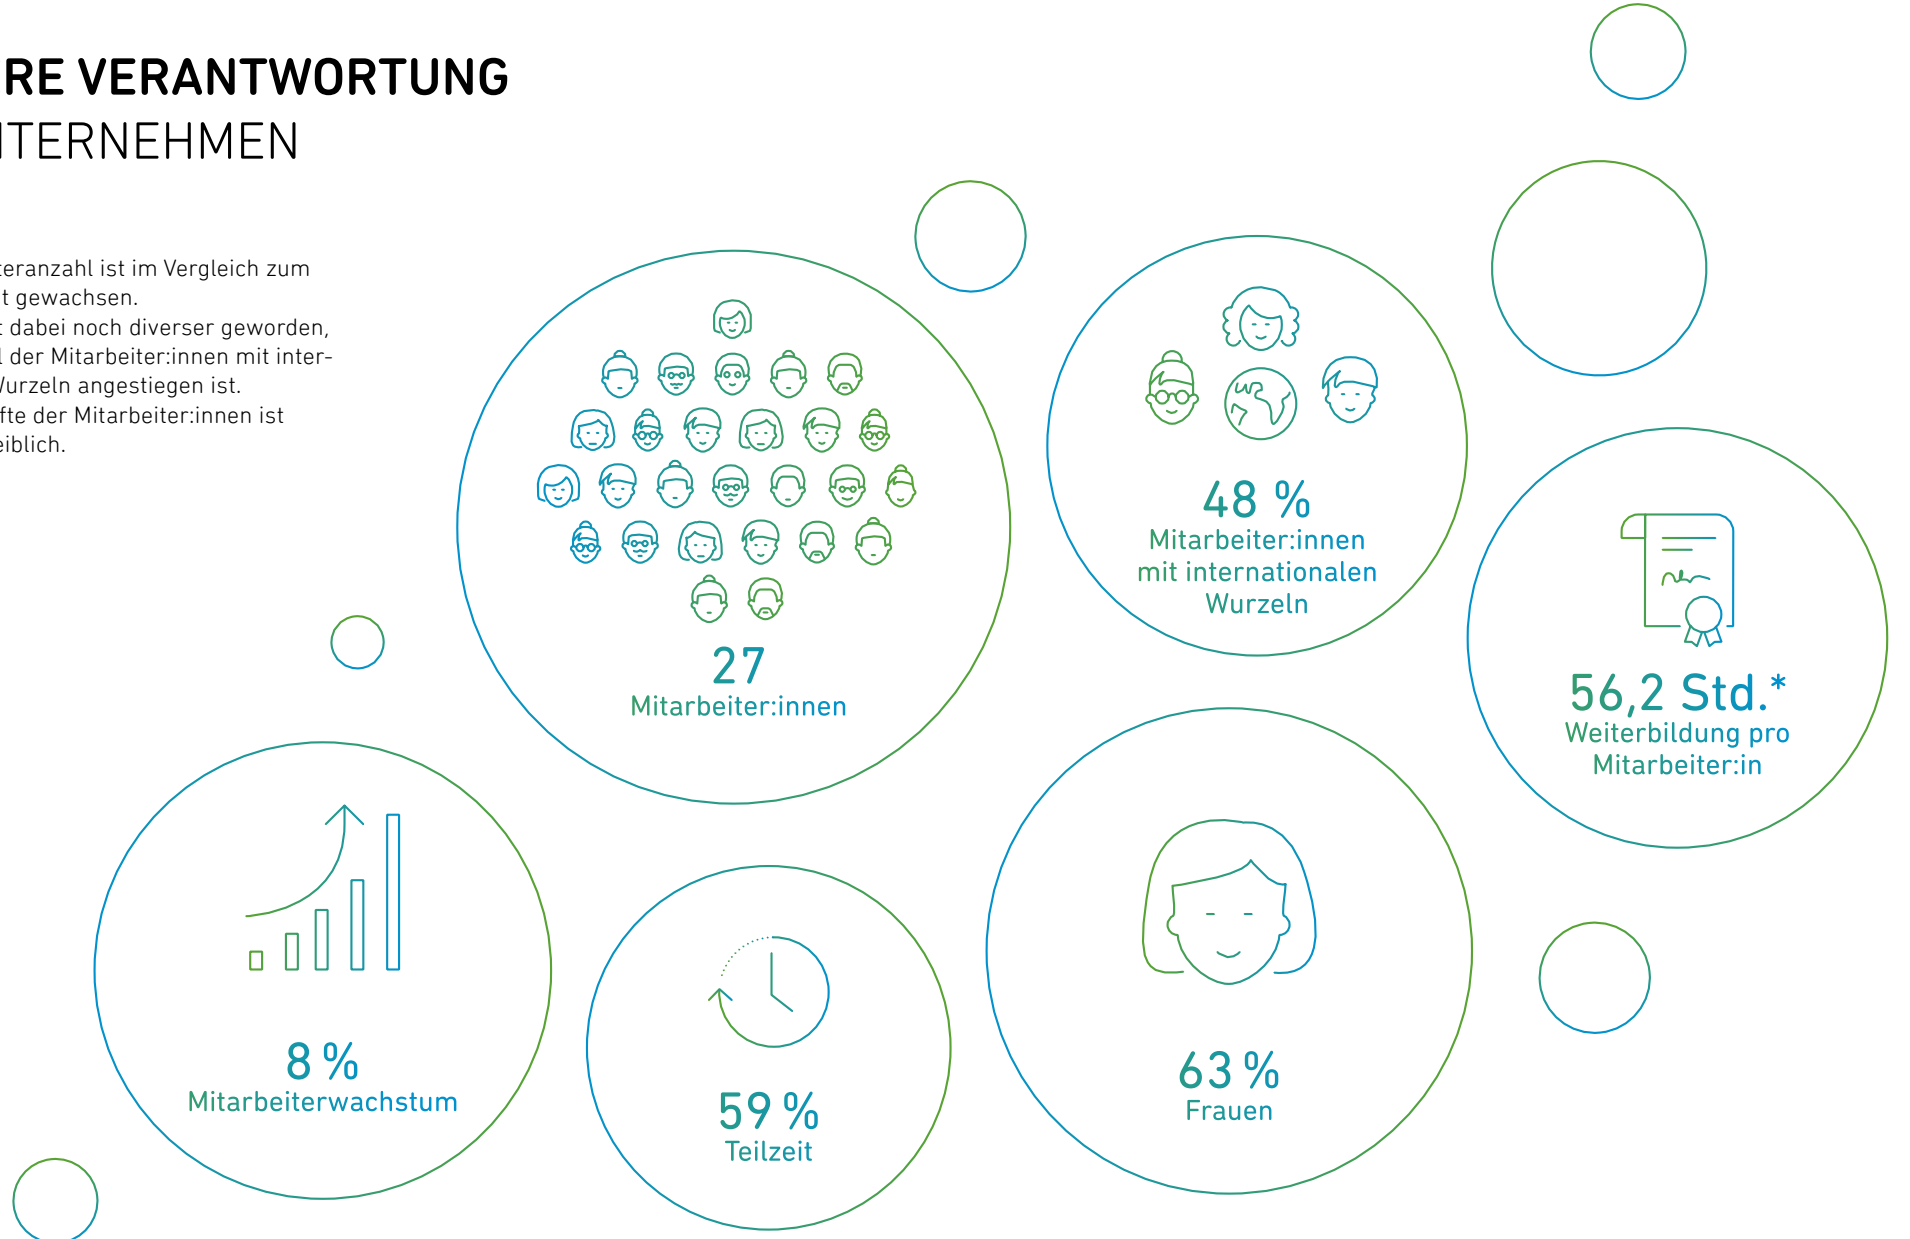 RE VERANTWORTUNG
TERNEHMEN
teranzahl ist im Vergleich zum
t gewachsen.
t dabei noch diverser geworden,
l der Mitarbeiter:innen mit inter-
Wurzeln angestiegen ist.
fte der Mitarbeiter:innen ist
eiblich.
27
Mitarbeiter:innen
48 %
Mitarbeiter:innen
mit internationalen
Wurzeln
56,2 Std.*
Weiterbildung pro
Mitarbeiter:in
8 %
Mitarbeiterwachstum
59 %
Teilzeit
63 %
Frauen